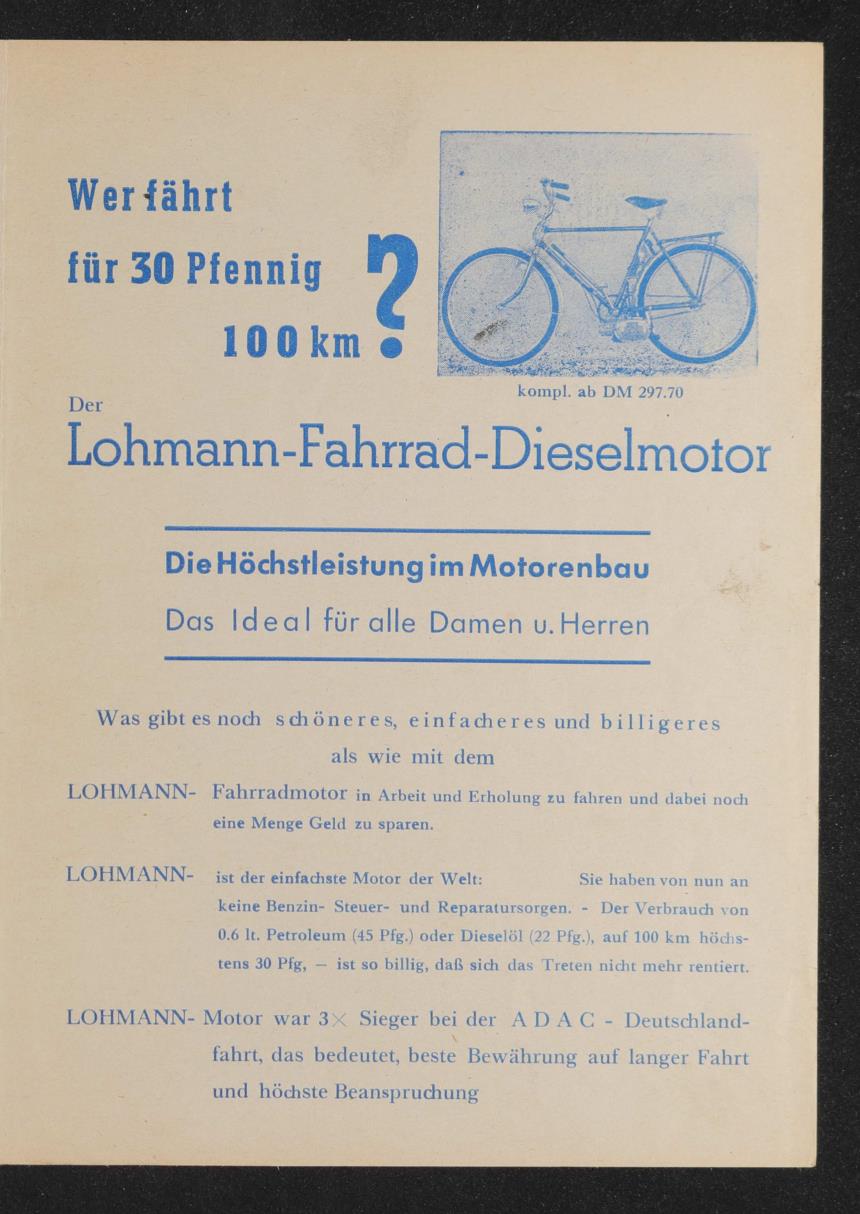 Wer fährt
für 30 Pfennig
100 km ?
kompl. ab DM 297.70
Der
Lohmann-Fahrrad-Dieselmotor
Die Höchstleistung im Motorenbau
Das Ideal für alle Damen u. Herren
Was gibt es noch schöneres, einfacheres und billigeres
als wie mit dem
LOHMANN- Fahrradmotor in Arbeit und Erholung zu fahren und dabei noch
eine Menge Geld zu sparen.
LOHMANN- ist der einfachste Motor der Welt: Sie haben von nun an
keine Benzin- Steuer- und Reparatursorgen. - Der Verbrauch von
0.6 lt. Petroleum (45 Pfg.) oder Dieselöl (22 Pfg.), auf 100 km höchs-
tens 30 Pfg, — ist so billig, daß sich das Treten nicht mehr rentiert.
LOHMANN- Motor war 3× Sieger bei der ADAC - Deutschland-
fahrt, das bedeutet, beste Bewährung auf langer Fahrt
und höchste Beanspruchung